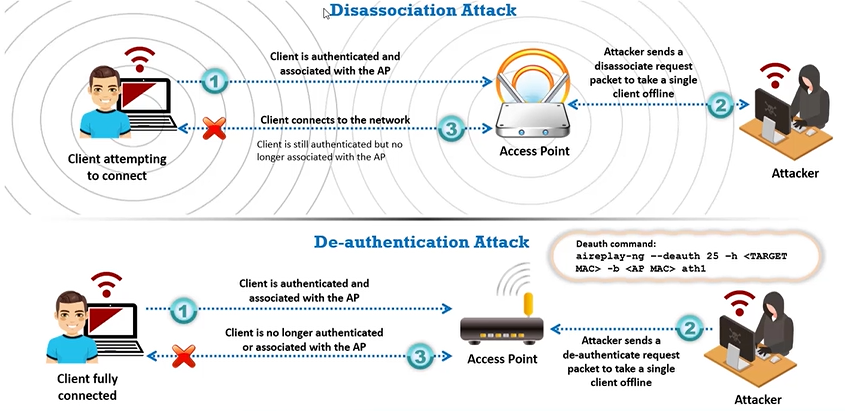 Disassociation Attack
1
Client is authenticated and
associated with the AP
Attacker sends a
disassociate request
packet to take a single
client offline
2
Client connects to the network
3
Client is still authenticated but no
longer associated with the AP
Client attempting
to connect
Access Point
Attacker
De-authentication Attack
Deauth command:
aireplay-ng --deauth 25 -h <TARGET
MAC> -b <AP MAC> ath1
1
Client is authenticated and
associated with the AP
Client is no longer authenticated
or associated with the AP
3
Access Point
2
Attacker sends a
de-authenticate request
packet to take a single
client offline
Client fully
connected
Attacker